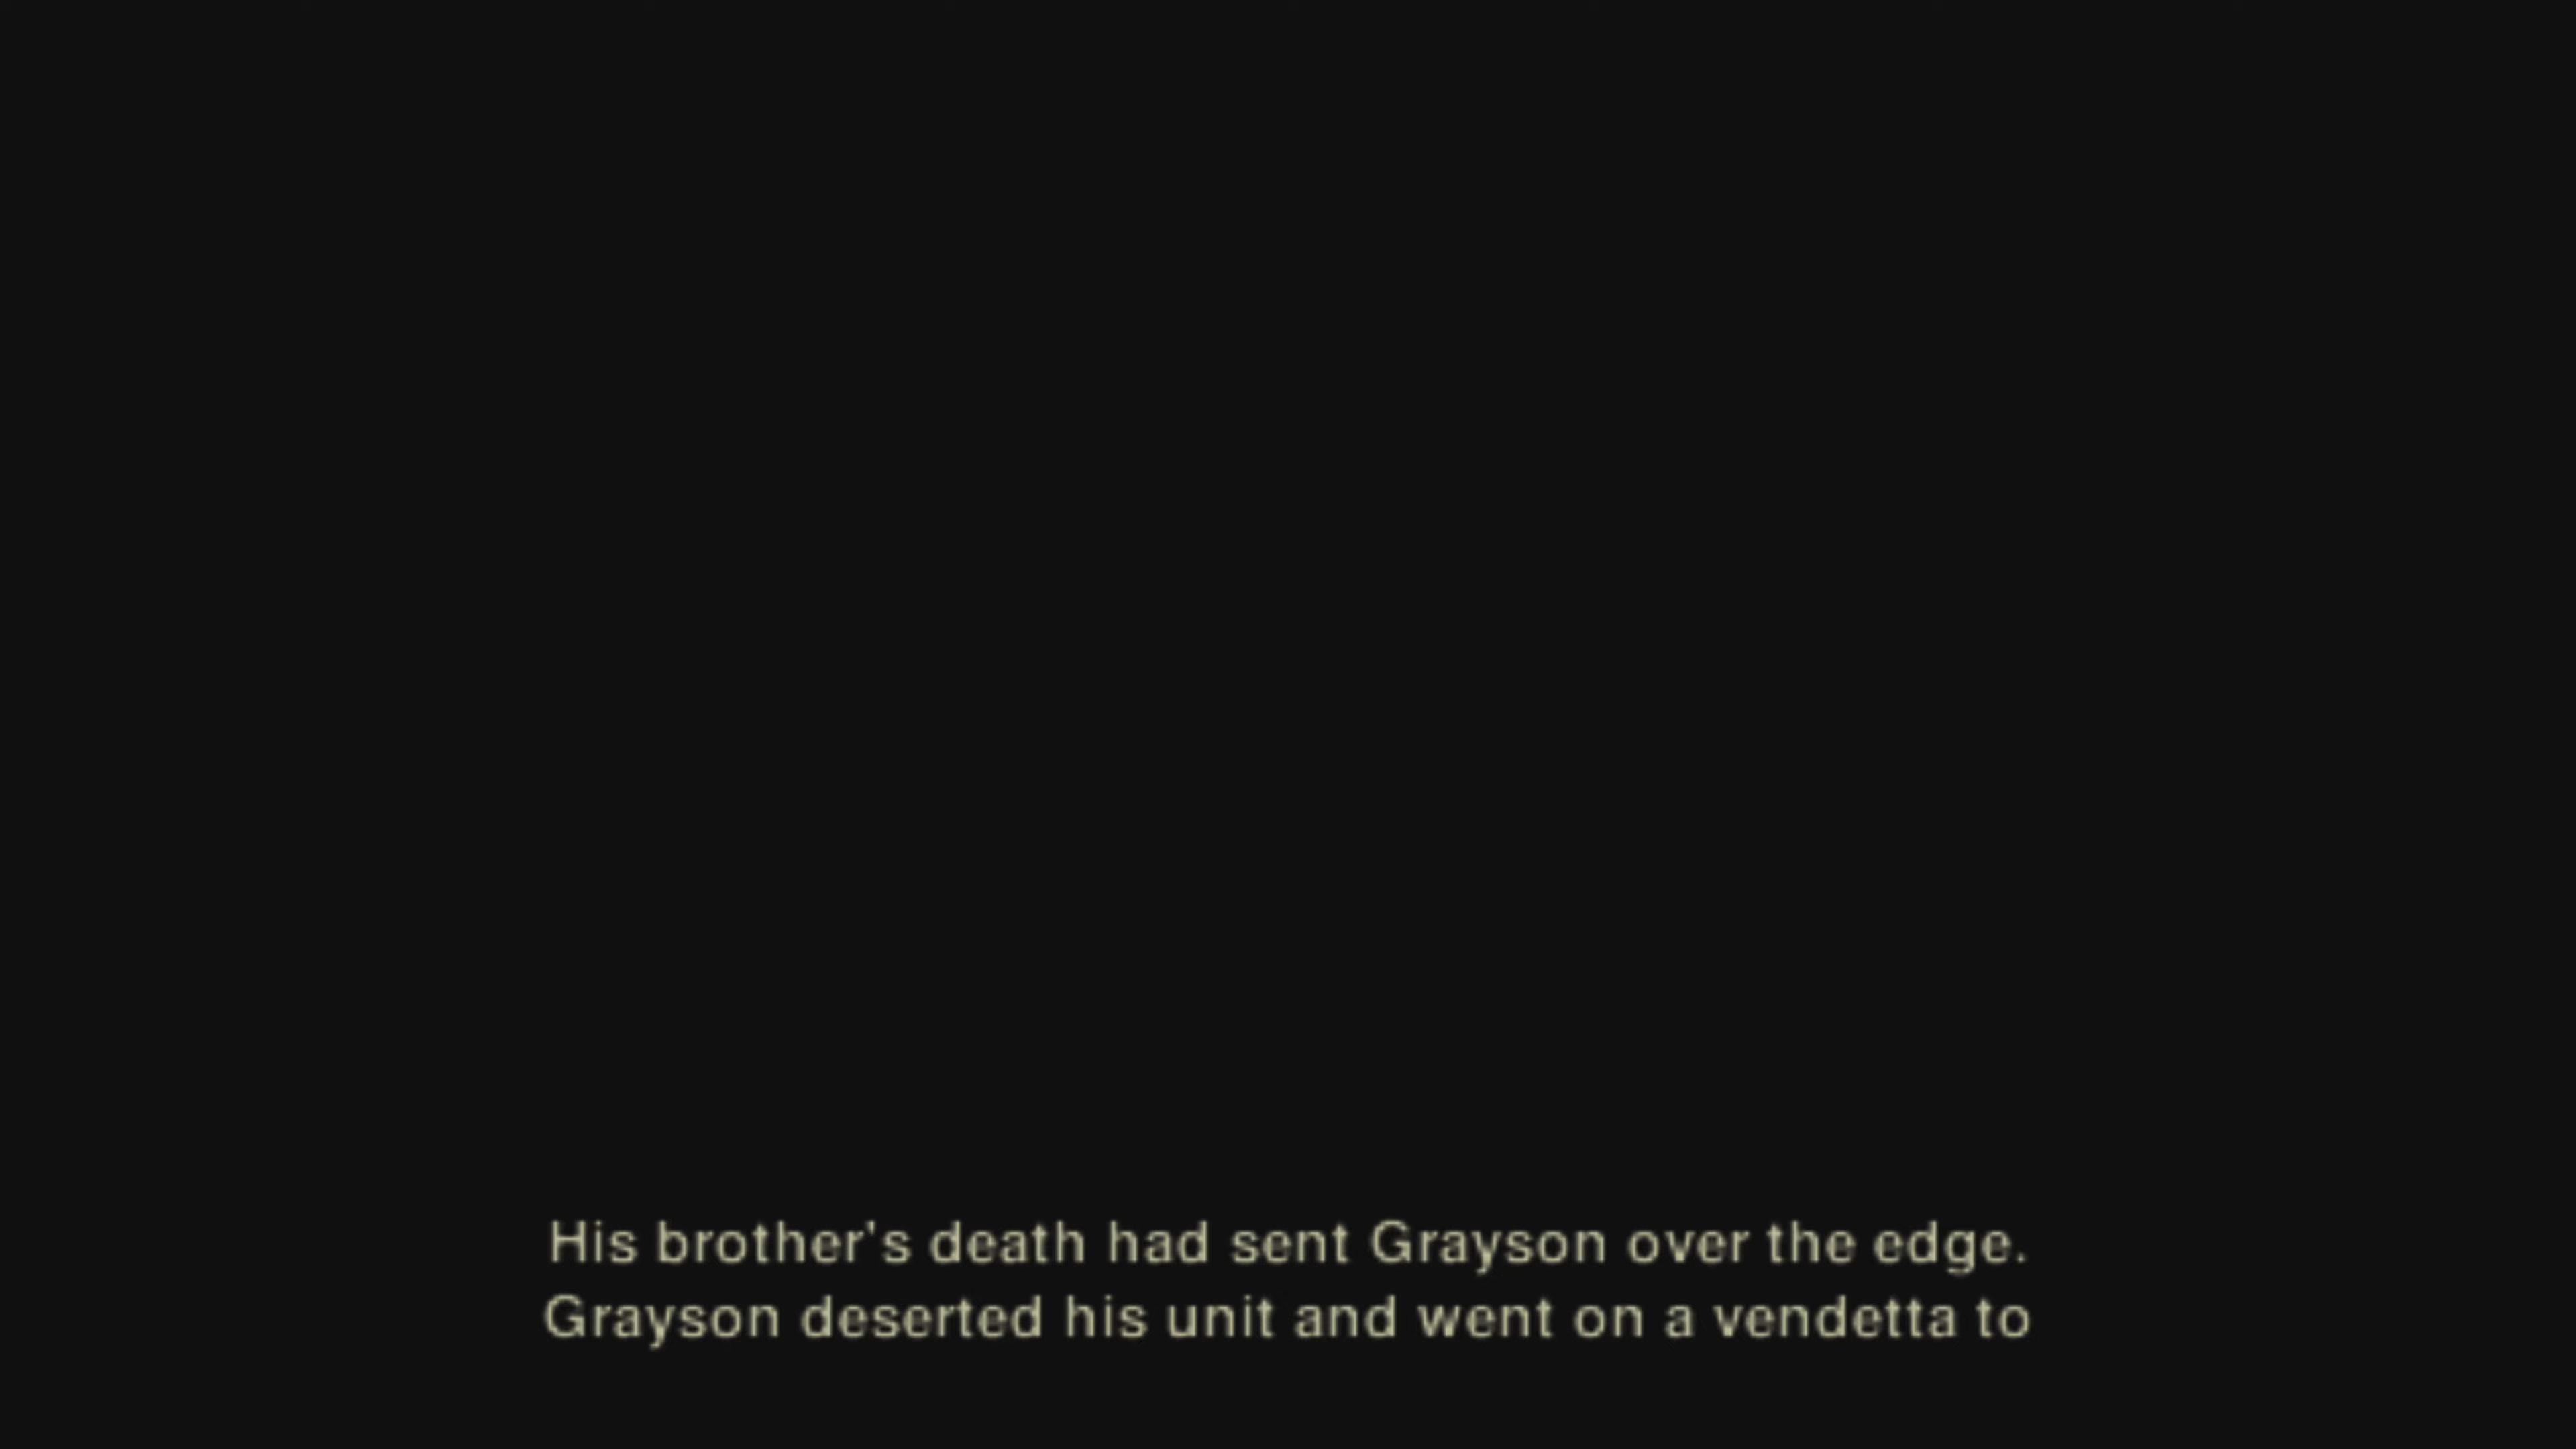 His brother's death had sent Grayson over the edge.
Grayson deserted his unit and went on a vendetta to